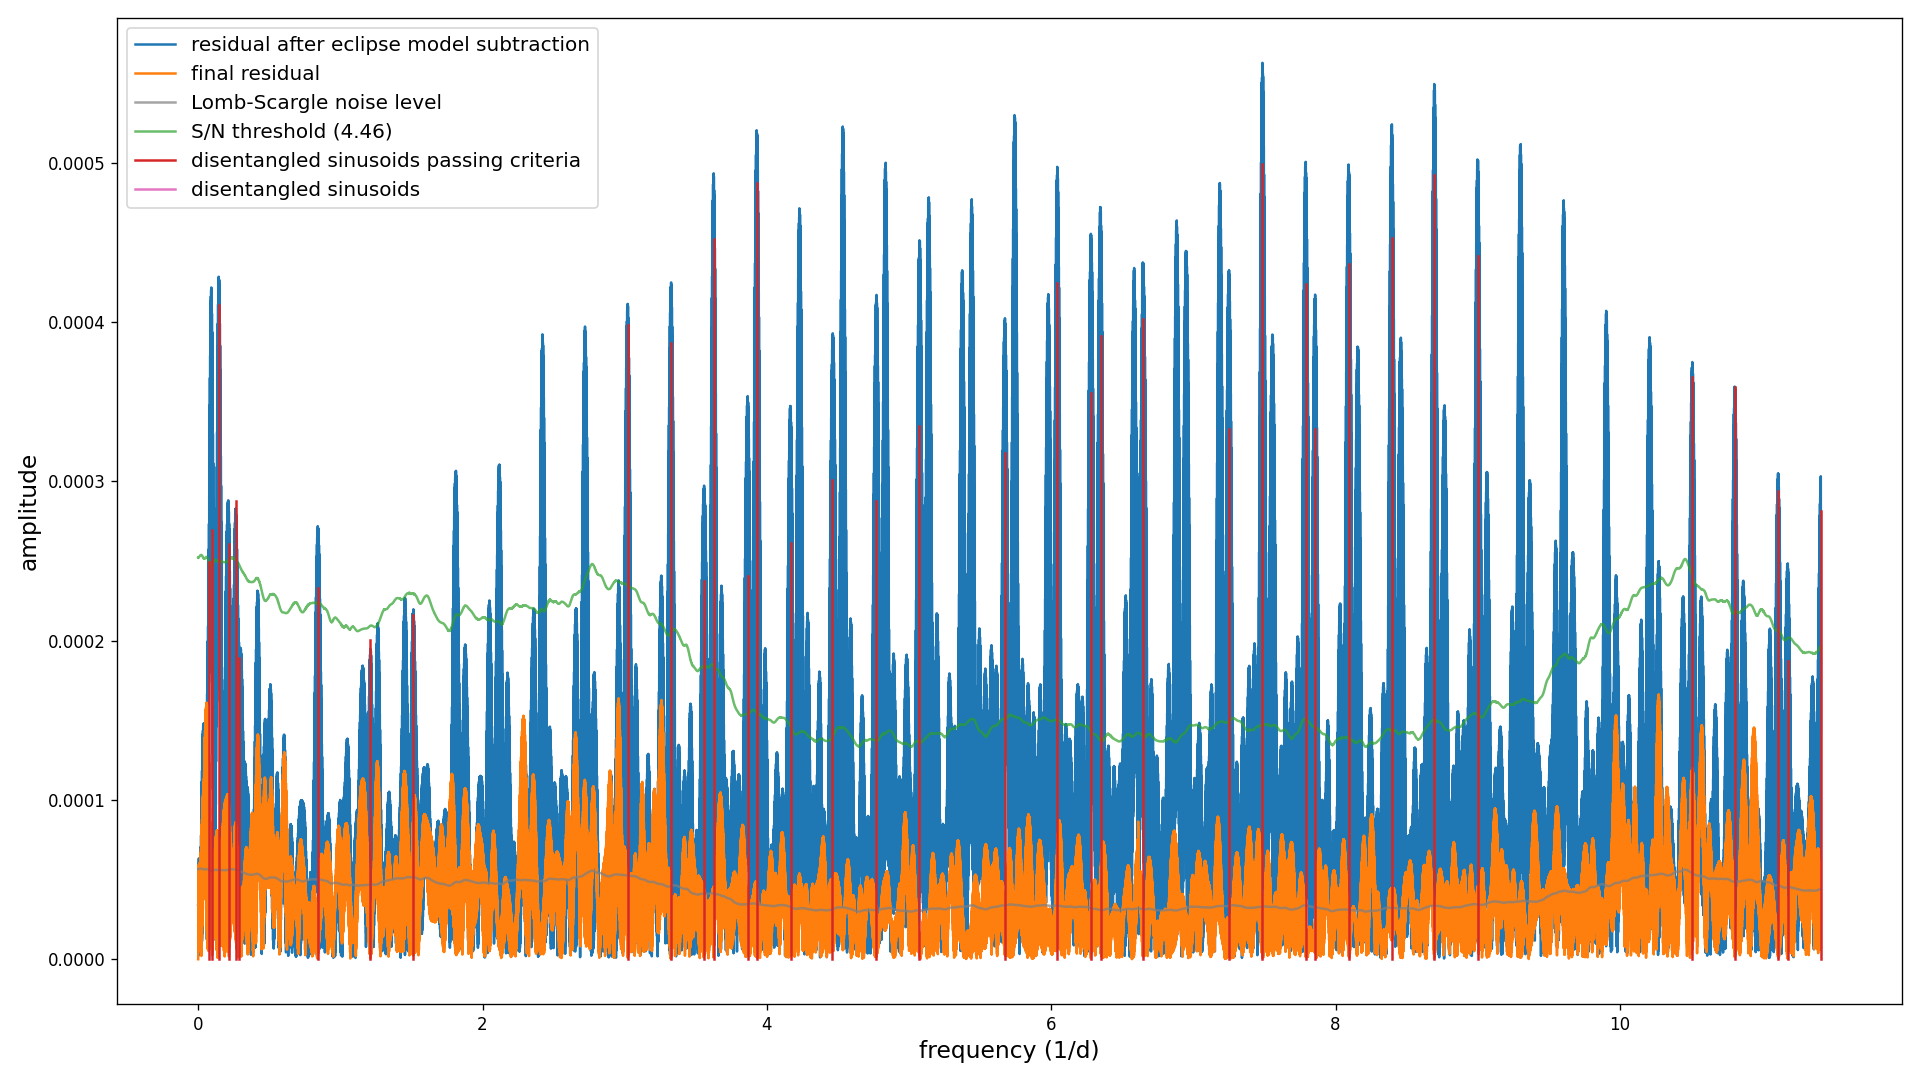 residual after eclipse model subtraction
final residual
Lomb-Scargle noise level
S/N threshold (4.46)
disentangled sinusoids passing criteria
disentangled sinusoids
amplitude
0.0005
0.0004
0.0003
0.0002
0.0001
0.0000
0 2 4 6 8 10
frequency (1/d)